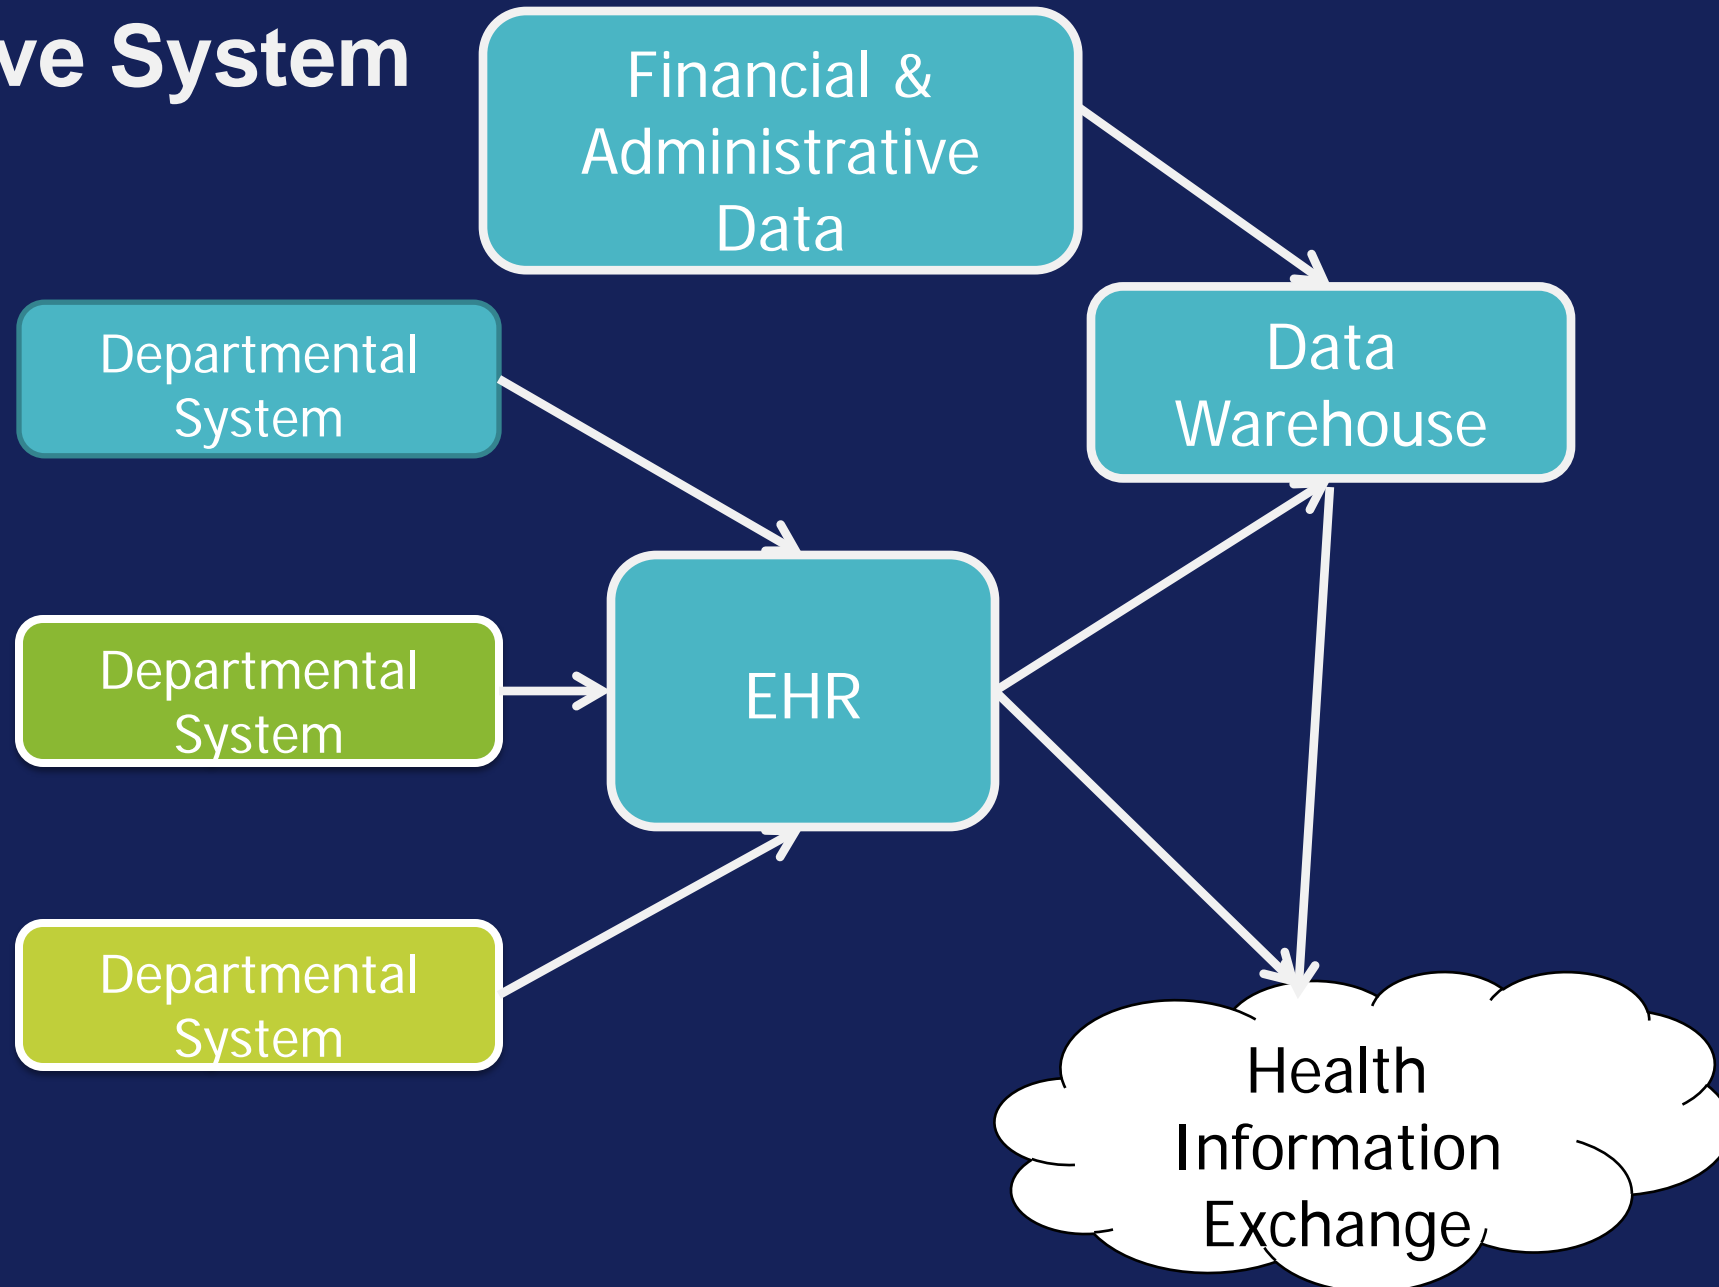 ve System
Financial &
Administrative
Data
Departmental
System
Data
Warehouse
Departmental
System
EHR
Departmental
System
Health
Information
Exchange